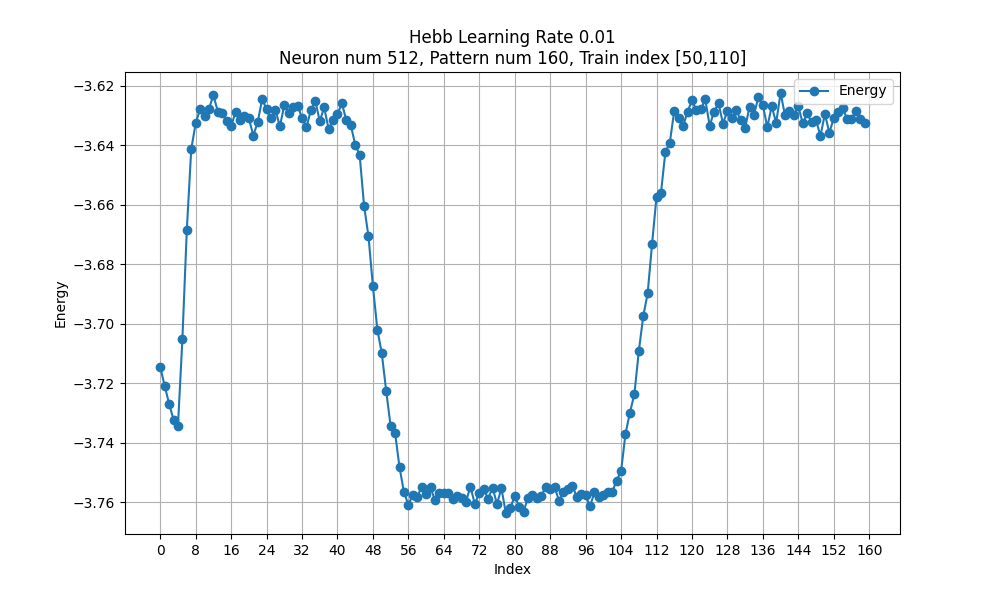 Hebb Learning Rate 0.01
Neuron num 512, Pattern num 160, Train index [50,110]
Energy
−3.62
−3.64
−3.66
−3.68
−3.70
−3.72
−3.74
−3.76
Energy
0 8 16 24 32 40 48 56 64 72 80 88 96 104 112 120 128 136 144 152 160
Index